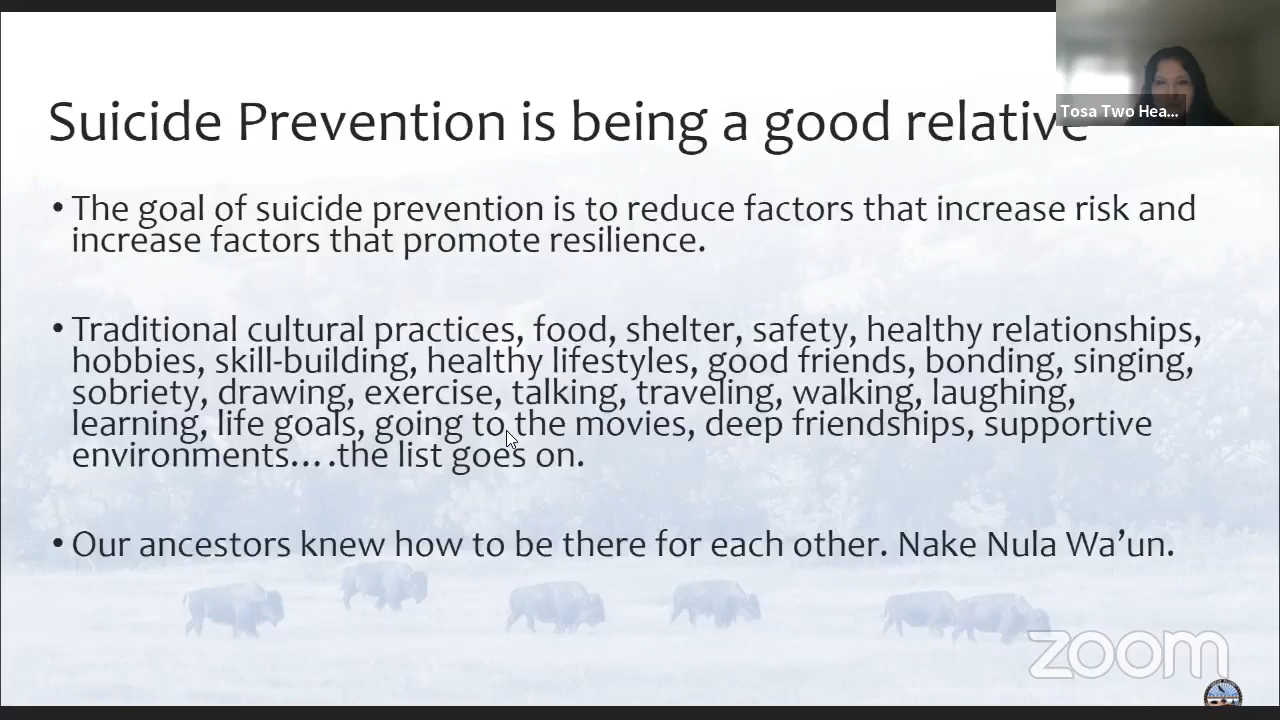 Tosa Two Hea...
Suicide Prevention is being a good relative
• The goal of suicide prevention is to reduce factors that increase risk and
increase factors that promote resilience.
• Traditional cultural practices, food, shelter, safety, healthy relationships,
hobbies, skill-building, healthy lifestyles, good friends, bonding, singing,
sobriety, drawing, exercise, talking, traveling, walking, laughing,
learning, life goals, going to the movies, deep friendships, supportive
environments....the list goes on.
• Our ancestors knew how to be there for each other. Nake Nula Wa’un.
zoom